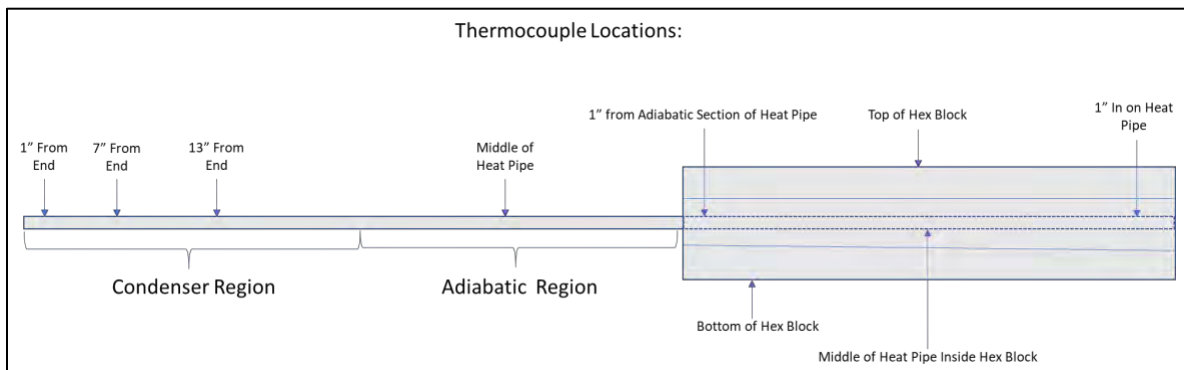 Thermocouple Locations:
1” from Adiabatic Section of Heat Pipe
Top of Hex Block
1” In on Heat
Pipe
1” From
End
7” From
End
13” From
End
Middle of
Heat Pipe
Condenser Region
Adiabatic Region
Bottom of Hex Block
Middle of Heat Pipe Inside Hex Block